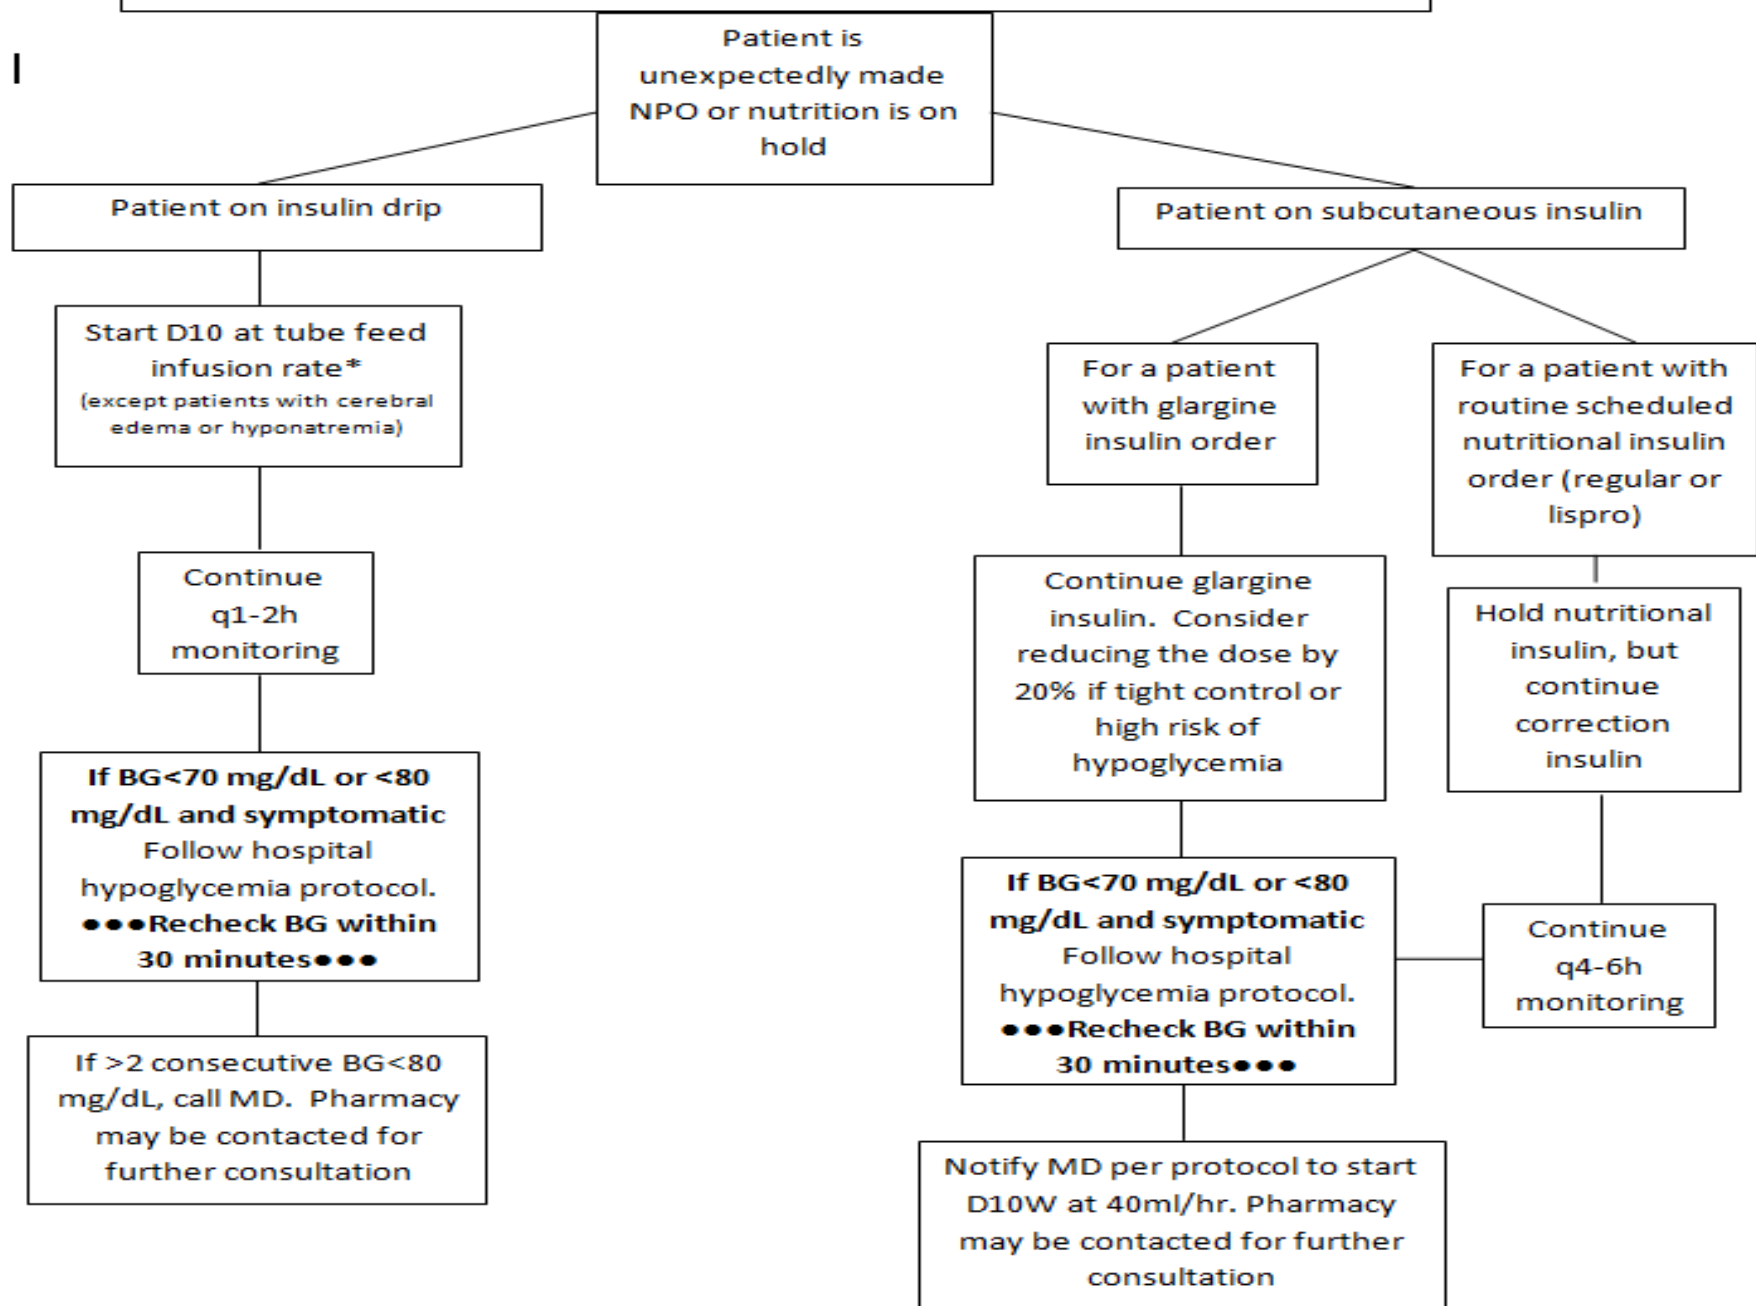 Patient is
unexpectedly made
NPO or nutrition is on
hold
Patient on insulin drip
Start D10 at tube feed
infusion rate*
(except patients with cerebral
edema or hyponatremia)
Continue
q1-2h
monitoring
If BG<70 mg/dL or <80
mg/dL and symptomatic
Follow hospital
hypoglycemia protocol.
●●●Recheck BG within
30 minutes●●●
If >2 consecutive BG<80
mg/dL, call MD. Pharmacy
may be contacted for
further consultation
Patient on subcutaneous insulin
For a patient
with glargine
insulin order
Continue glargine
insulin. Consider
reducing the dose by
20% if tight control or
high risk of
hypoglycemia
If BG<70 mg/dL or <80
mg/dL and symptomatic
Follow hospital
hypoglycemia protocol.
●●●Recheck BG within
30 minutes●●●
Notify MD per protocol to start
D10W at 40ml/hr. Pharmacy
may be contacted for further
consultation
For a patient with
routine scheduled
nutritional insulin
order (regular or
lispro)
Hold nutritional
insulin, but
continue
correction
insulin
Continue
q4-6h
monitoring